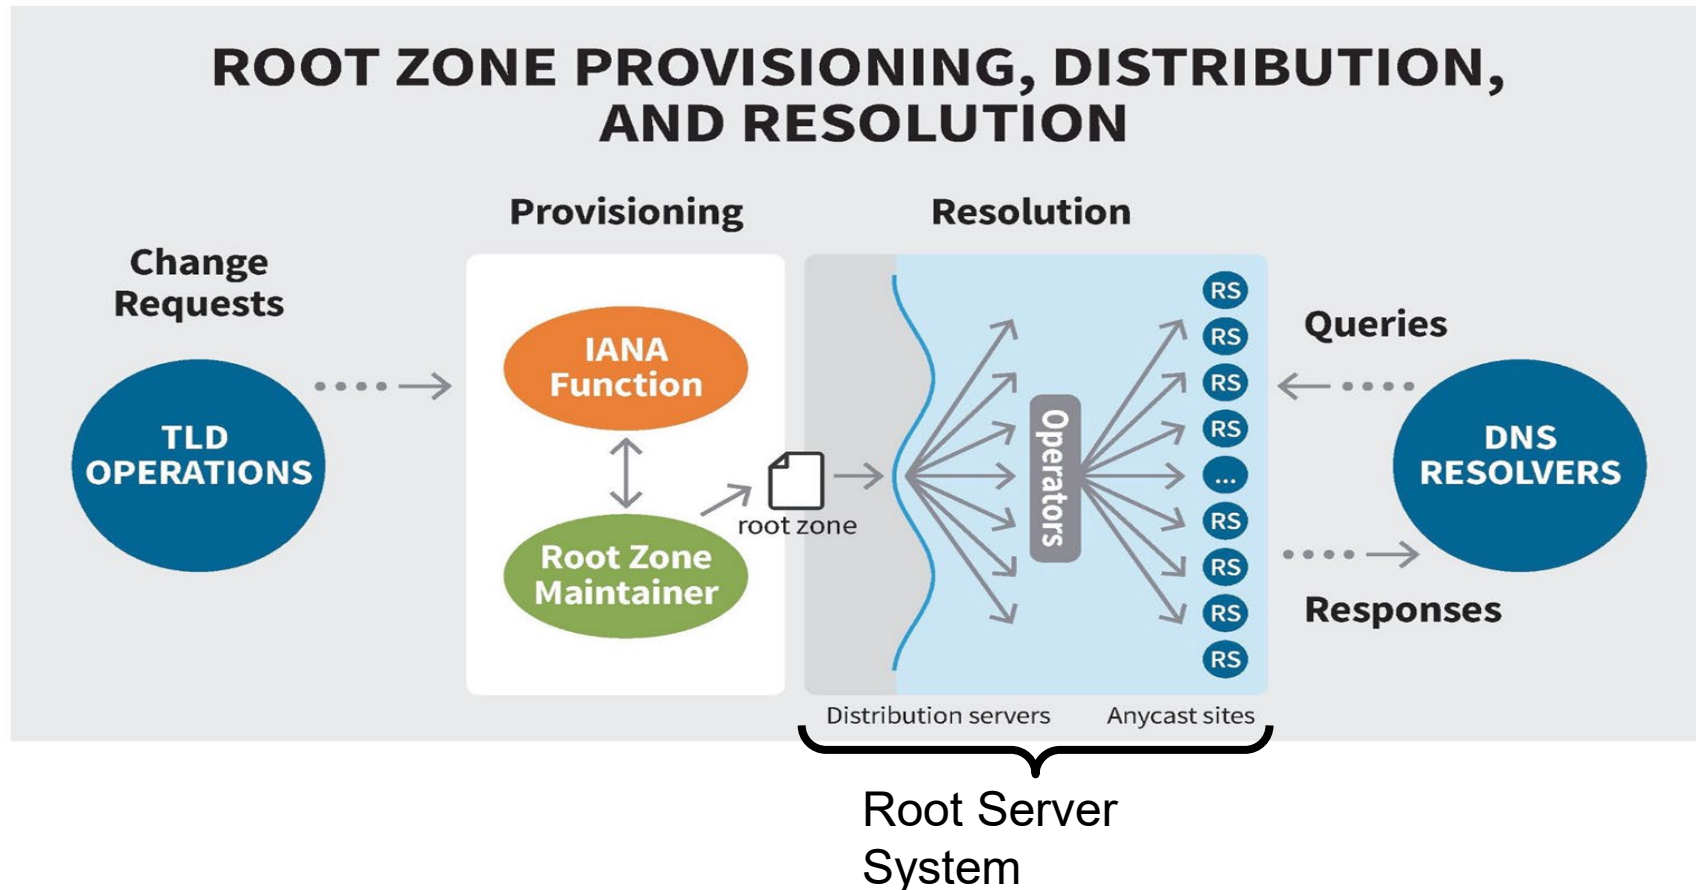 ROOT ZONE PROVISIONING, DISTRIBUTION,
AND RESOLUTION
Provisioning
Resolution
Change
Requests
TLD
OPERATIONS
IANA
Function
Root Zone
Maintainer
root zone
Operators
RS
RS
RS
RS
...
RS
RS
RS
RS
Queries
DNS
RESOLVERS
Responses
Distribution servers
Anycast sites
Root Server
System